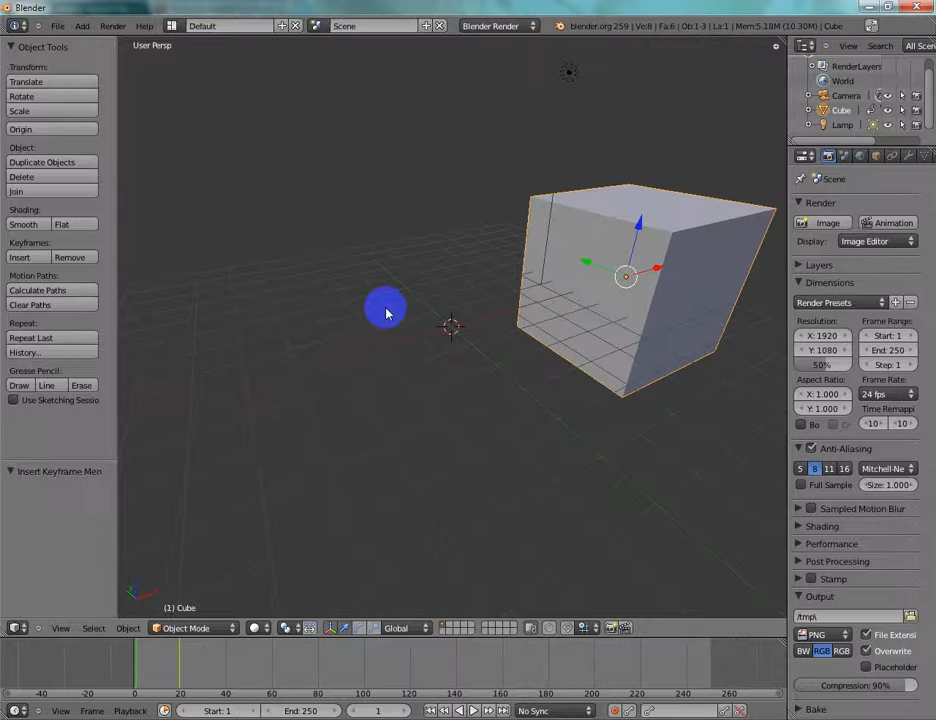 Blender
File Add Render Help Default Scene Blender Render blender.org 259 | Ve:8 | Fa:6 | Ob:1-3 | La:1 | Mem:5.18M (10.30M) | Cube
Object Tools
User Persp
View Search All Scen
Transform:
Translate
Rotate
Scale
Origin
Object:
Duplicate Objects
Delete
Join
Shading:
Smooth Flat
Keyframes:
Insert Remove
Motion Paths:
Calculate Paths
Clear Paths
Repeat:
Repeat Last
History...
Grease Pencil:
Draw Line Erase
Use Sketching Sessio
Insert Keyframe Men
RenderLayers
World
Camera
Cube
Lamp
Scene
Render
Image Animation
Display: Image Editor
Layers
Dimensions
Render Presets
Resolution: Frame Range:
X: 1920 Start: 1
Y: 1080 End: 250
50% Step: 1
Aspect Ratio: Frame Rate:
X: 1.000 24 fps
Y: 1.000 Time Remappi
Bo Cr 10 10
Anti-Aliasing
5 8 11 16 Mitchell-Ne
Full Sample Size: 1.000
Sampled Motion Blur
Shading
Performance
Post Processing
Stamp
Output
/tmp\
PNG File Extensi
BW RGB RGB Overwrite
Placeholder
Compression: 90%
Bake
(1) Cube
View Select Object Object Mode Global
-40 -20 0 20 40 60 80 100 120 140 160 180 200 220 240 260
View Frame Playback Start: 1 End: 250 1 No Sync